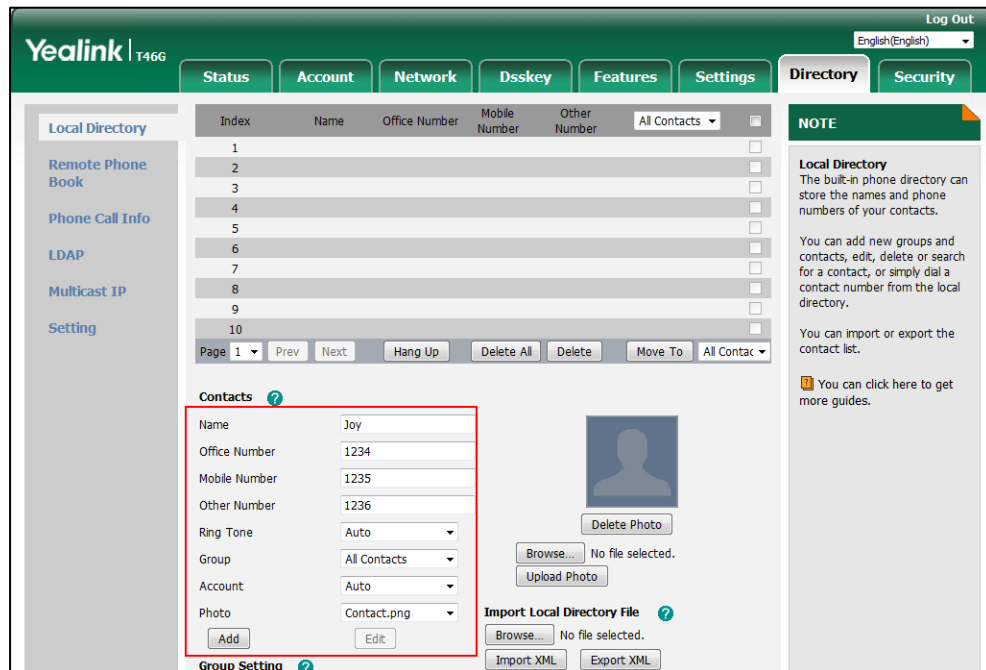 Log Out
Yealink T46G
English(English)
Status Account Network Dsskey Features Settings Directory Security
Local Directory
Remote Phone
Book
Phone Call Info
LDAP
Multicast IP
Setting
Index Name Office Number Mobile Number Other Number All Contacts
1
2
3
4
5
6
7
8
9
10
Page 1 Prev Next Hang Up Delete All Delete Move To All Contac
Contacts ?
Name Joy
Office Number 1234
Mobile Number 1235
Other Number 1236
Ring Tone Auto
Group All Contacts
Account Auto
Photo Contact.png
Add Edit
Group Setting ?
Delete Photo
Browse... No file selected.
Upload Photo
Import Local Directory File ?
Browse... No file selected.
Import XML Export XML
NOTE
Local Directory
The built-in phone directory can
store the names and phone
numbers of your contacts.
You can add new groups and
contacts, edit, delete or search
for a contact, or simply dial a
contact number from the local
directory.
You can import or export the
contact list.
? You can click here to get
more guides.